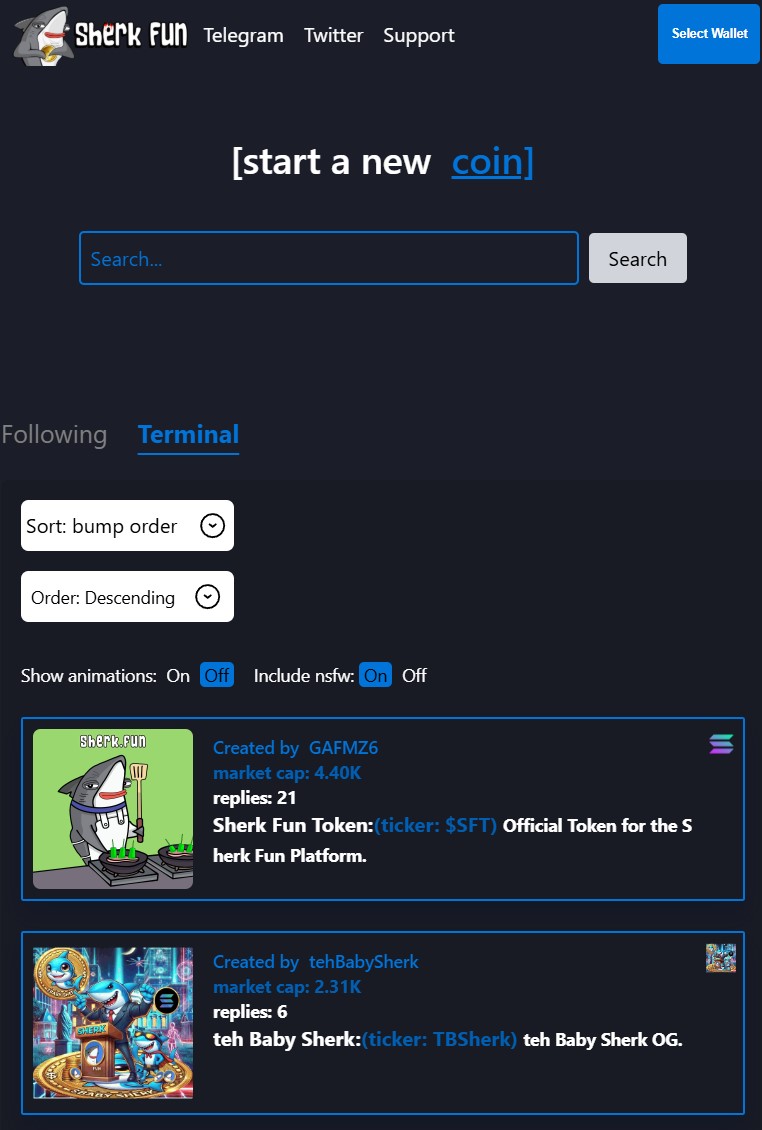 Sherk Fun Telegram Twitter Support Select Wallet
[start a new coin]
Search... Search
Following Terminal
Sort: bump order
Order: Descending
Show animations: On Off Include nsfw: On Off
Sherk.fun
Created by GAFMZ6
market cap: 4.40K
replies: 21
Sherk Fun Token:(ticker: $SFT) Official Token for the S
herk Fun Platform.
Created by tehBabySherk
market cap: 2.31K
replies: 6
teh Baby Sherk:(ticker: TBSherk) teh Baby Sherk OG.
SHERK
FUN